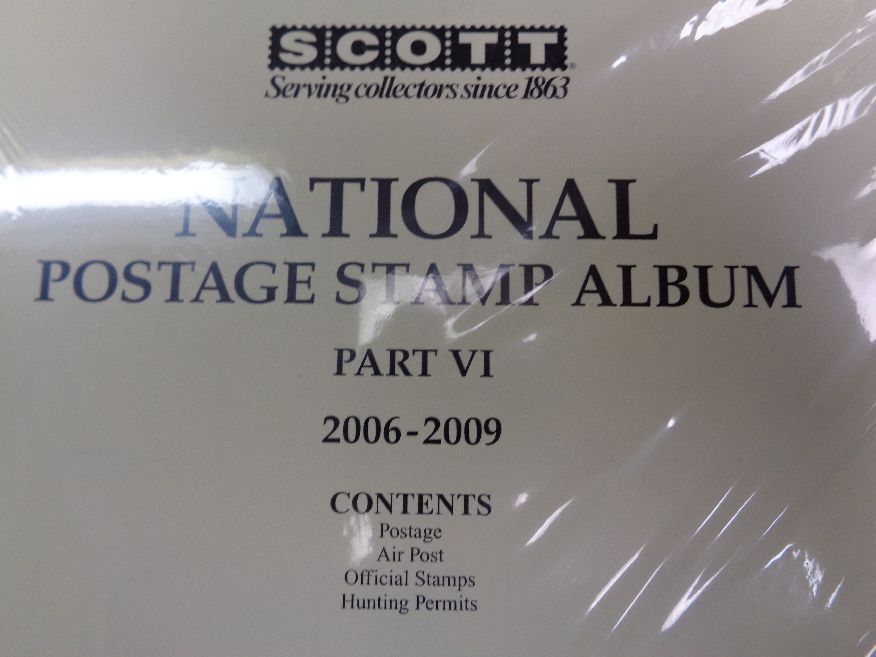 SCOTT®
Serving collectors since 1863
NATIONAL
POSTAGE STAMP ALBUM
PART VI
2006-2009
CONTENTS
Postage
Air Post
Official Stamps
Hunting Permits